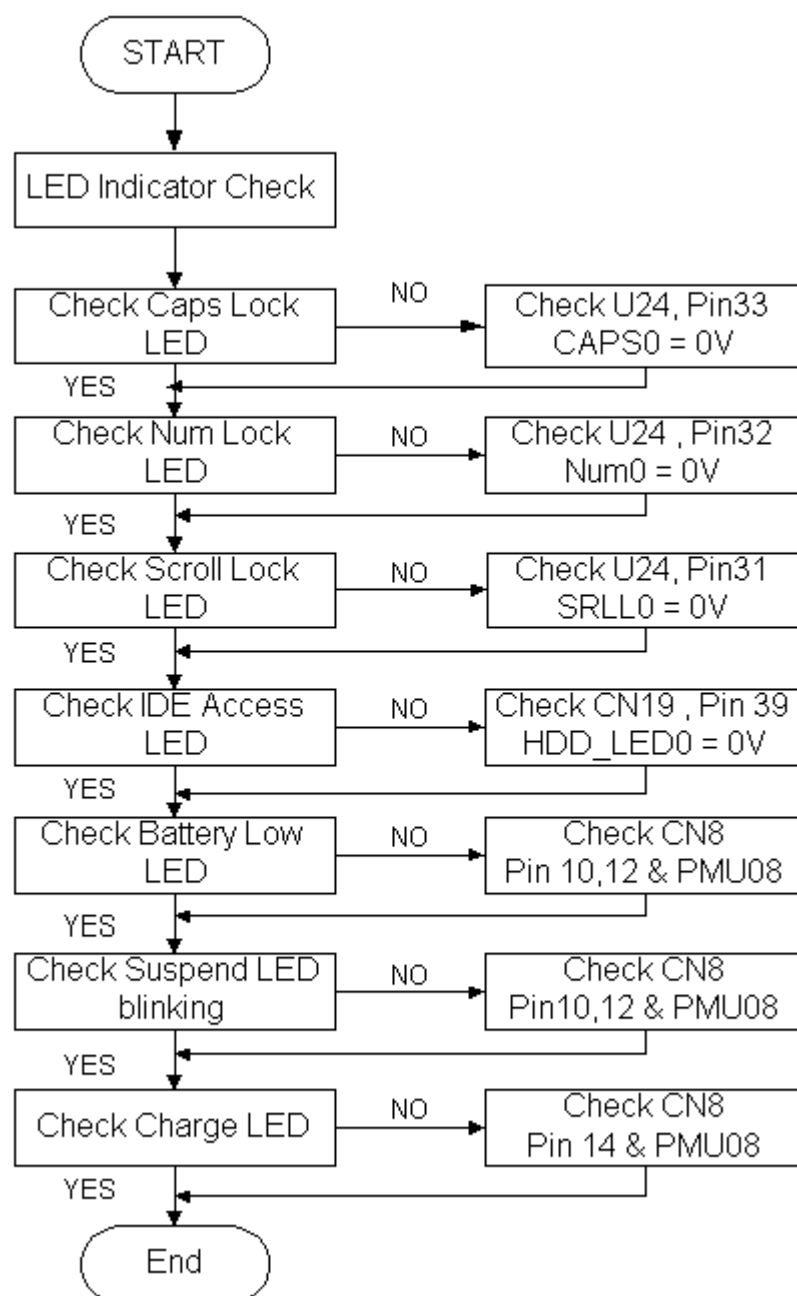 START
LED Indicator Check
Check Caps Lock
LED
NO
Check U24, Pin33
CAPS0 = 0V
YES
Check Num Lock
LED
NO
Check U24 , Pin32
Num0 = 0V
YES
Check Scroll Lock
LED
NO
Check U24, Pin31
SRLL0 = 0V
YES
Check IDE Access
LED
NO
Check CN19 , Pin 39
HDD_LED0 = 0V
YES
Check Battery Low
LED
NO
Check CN8
Pin 10,12 & PMU08
YES
Check Suspend LED
blinking
NO
Check CN8
Pin10,12 & PMU08
YES
Check Charge LED
NO
Check CN8
Pin 14 & PMU08
YES
End